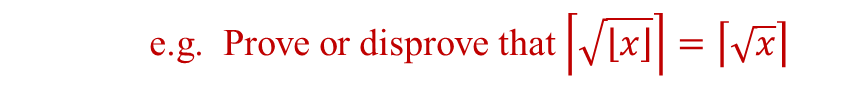 e.g. Prove or disprove that ⌈√⌊x⌋⌉ = ⌈√x⌉